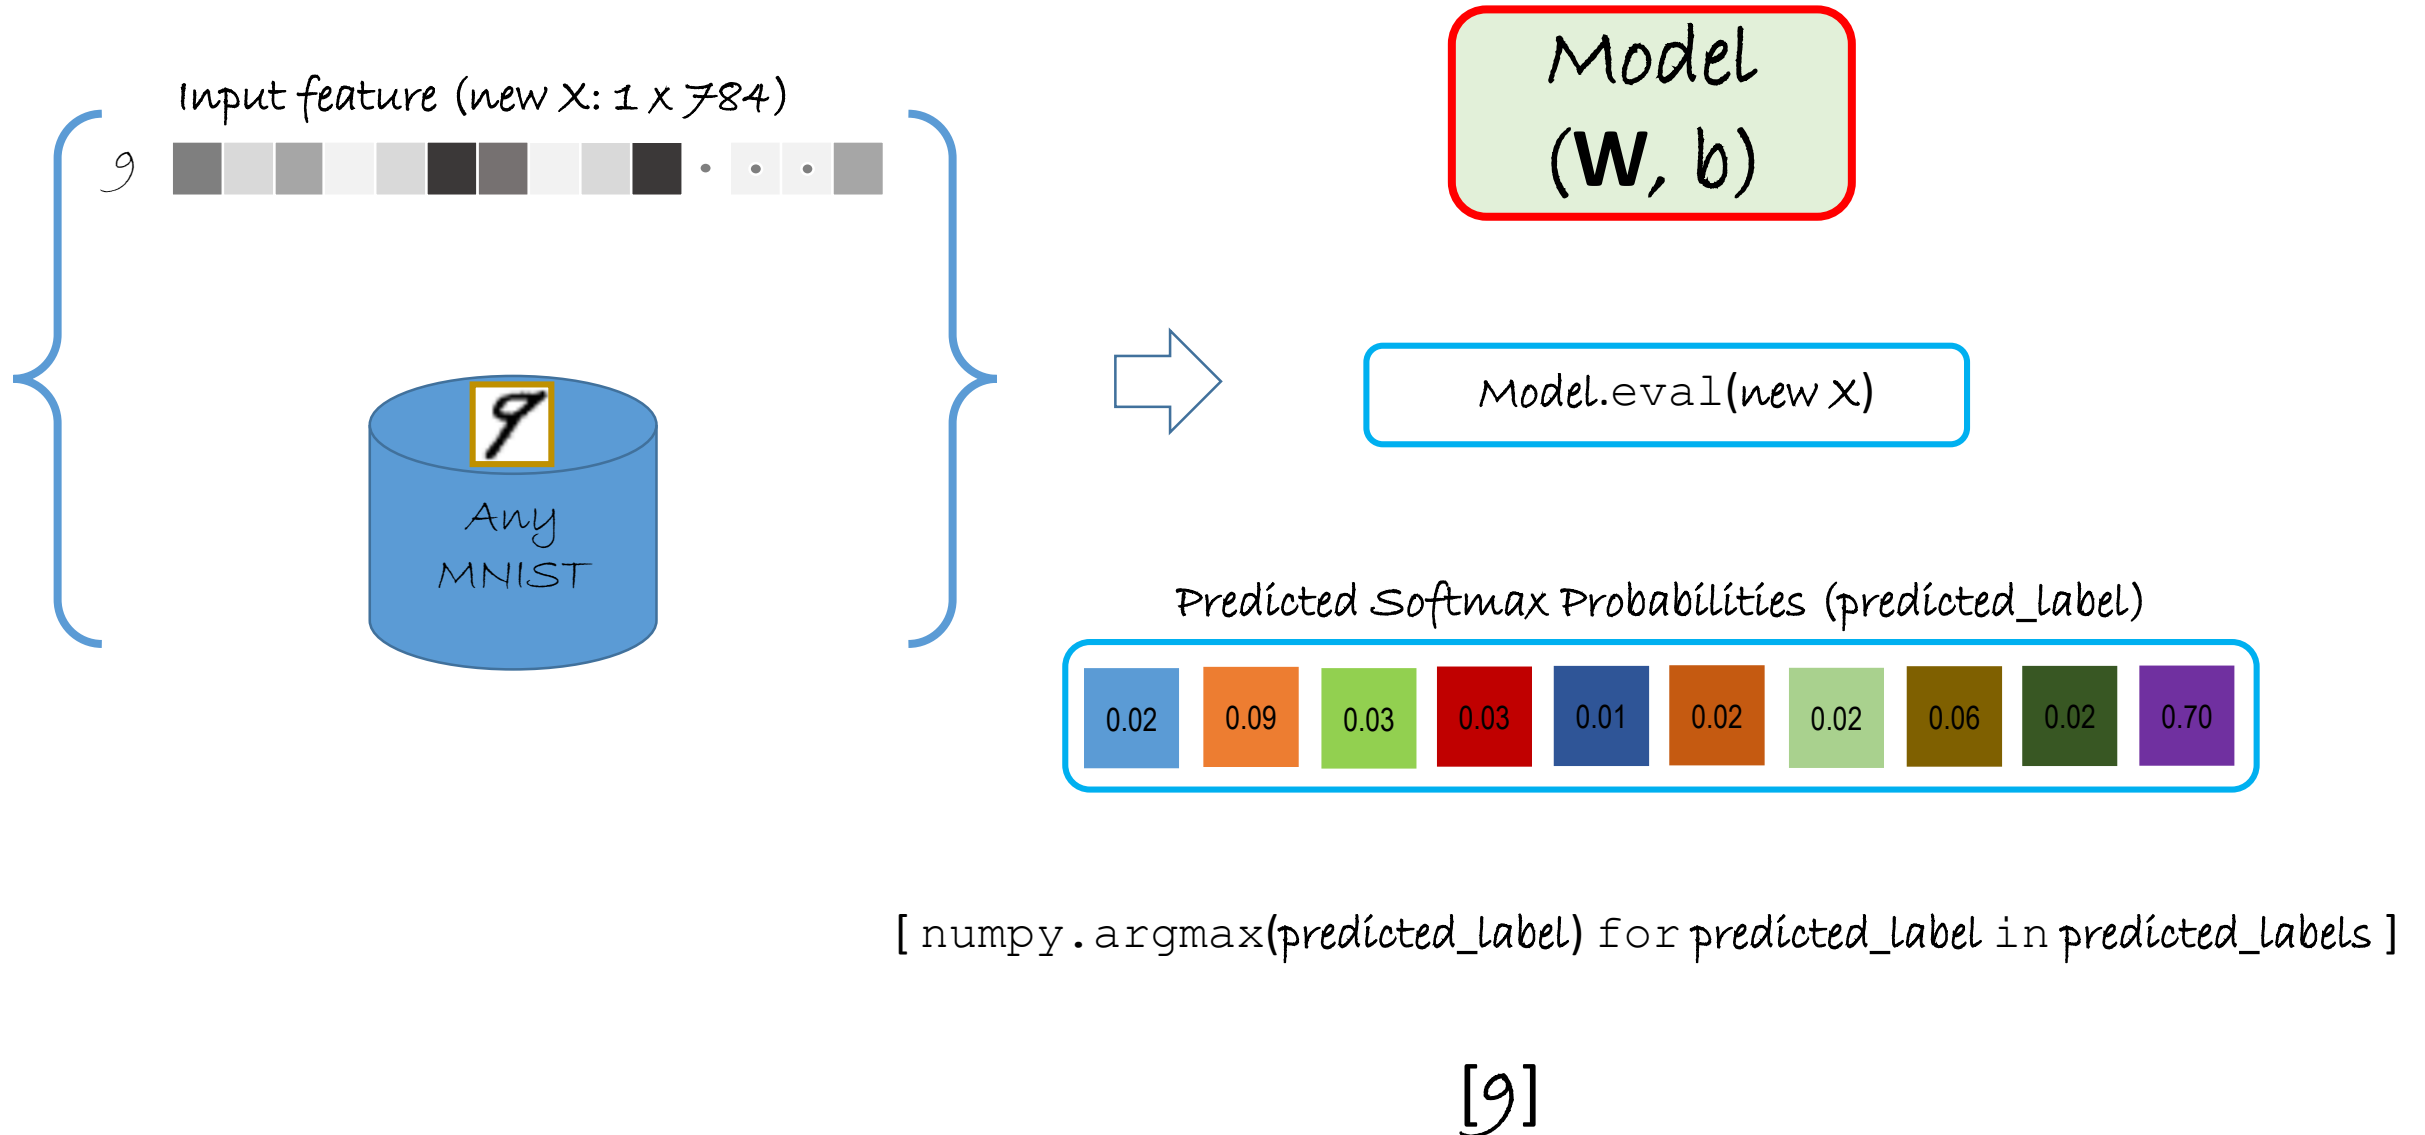 Input feature (new X: 1 x 784)
9
9
Any
MNIST
Model
(W, b)
Model.eval(new X)
Predicted Softmax Probabilities (predicted_label)
0.02 0.09 0.03 0.03 0.01 0.02 0.02 0.06 0.02 0.70
[ numpy.argmax(predicted_label) for predicted_label in predicted_labels ]
[9]